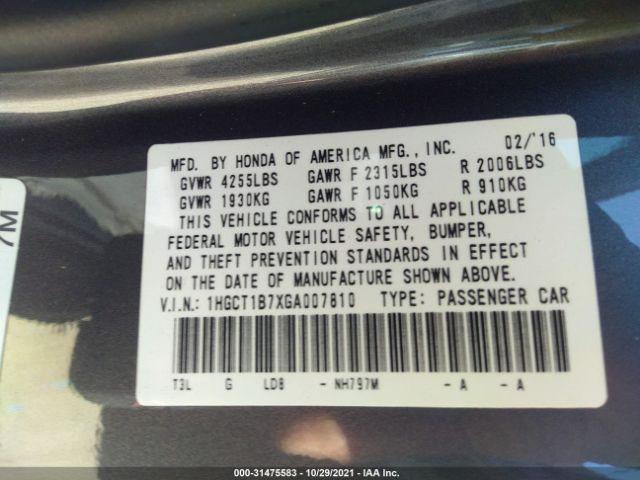 MFD. BY HONDA OF AMERICA MFG., INC. 02/'16
GVWR 4255LBS GAWR F 2315LBS R 2006LBS
GVWR 1930KG GAWR F 1050KG R 910KG
THIS VEHICLE CONFORMS TO ALL APPLICABLE
FEDERAL MOTOR VEHICLE SAFETY, BUMPER,
AND THEFT PREVENTION STANDARDS IN EFFECT
ON THE DATE OF MANUFACTURE SHOWN ABOVE.
V.I.N.: 1HGCT1B7XGA007810 TYPE: PASSENGER CAR
T3L G LD8 - NH797M - A - A
7M
000-31475583 - 10/29/2021 - IAA Inc.